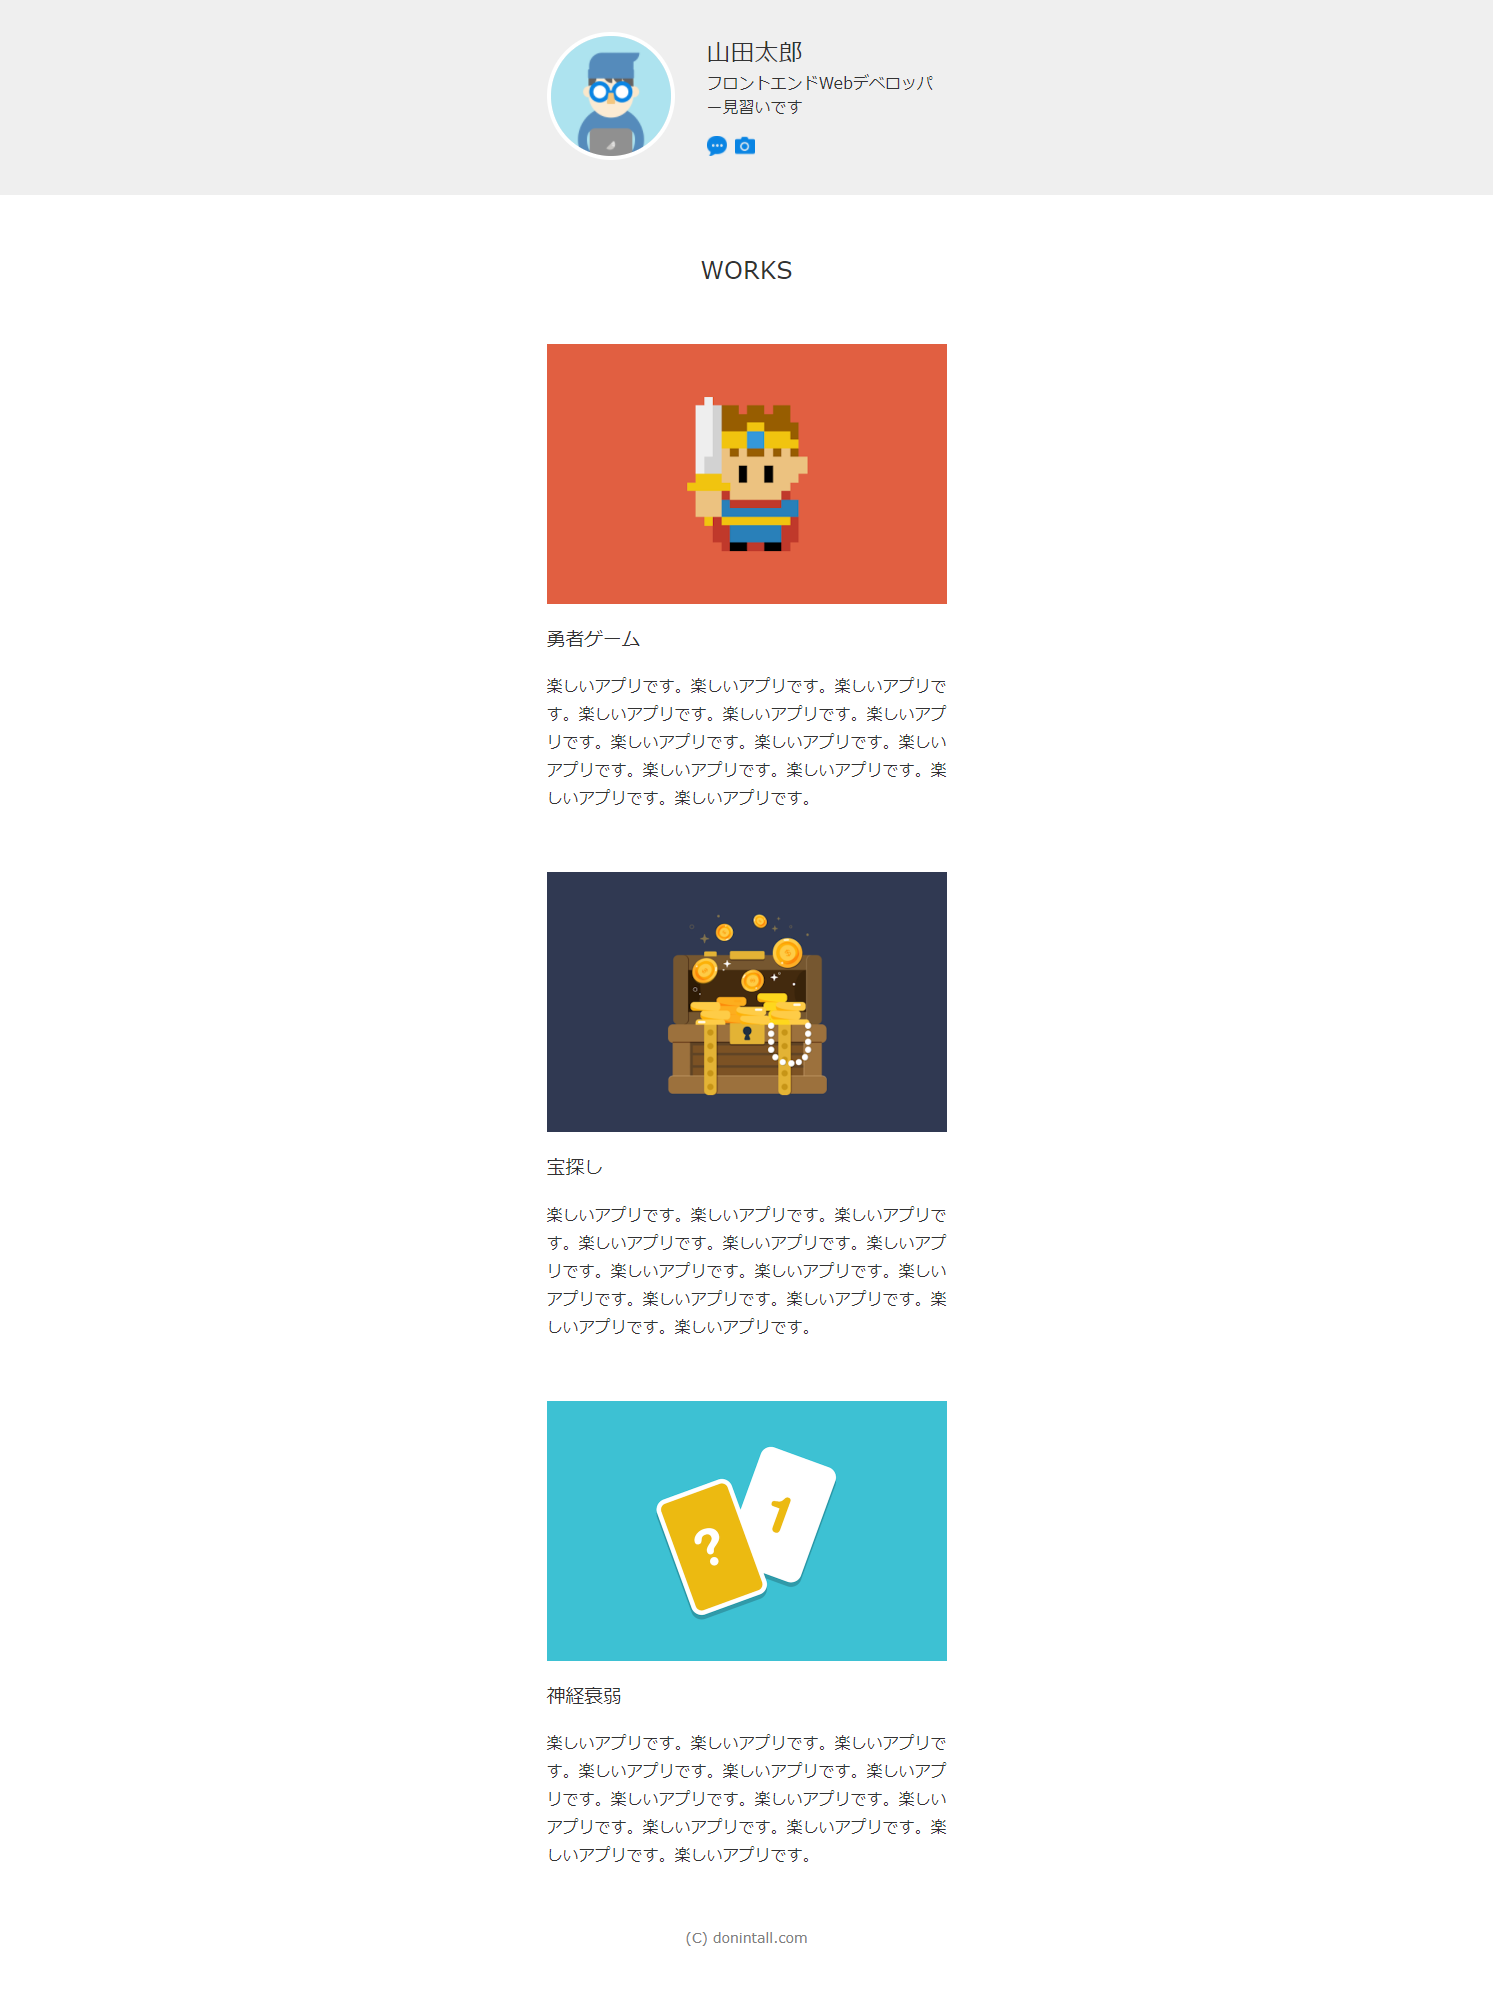 山田太郎
フロントエンドWebデベロッパ
ー見習いです
WORKS
勇者ゲーム
楽しいアプリです。楽しいアプリです。楽しいアプリで
す。楽しいアプリです。楽しいアプリです。楽しいアプ
リです。楽しいアプリです。楽しいアプリです。楽しい
アプリです。楽しいアプリです。楽しいアプリです。楽
しいアプリです。楽しいアプリです。
宝探し
楽しいアプリです。楽しいアプリです。楽しいアプリで
す。楽しいアプリです。楽しいアプリです。楽しいアプ
リです。楽しいアプリです。楽しいアプリです。楽しい
アプリです。楽しいアプリです。楽しいアプリです。楽
しいアプリです。楽しいアプリです。
1
?
神経衰弱
楽しいアプリです。楽しいアプリです。楽しいアプリで
す。楽しいアプリです。楽しいアプリです。楽しいアプ
リです。楽しいアプリです。楽しいアプリです。楽しい
アプリです。楽しいアプリです。楽しいアプリです。楽
しいアプリです。楽しいアプリです。
(C) donintall.com